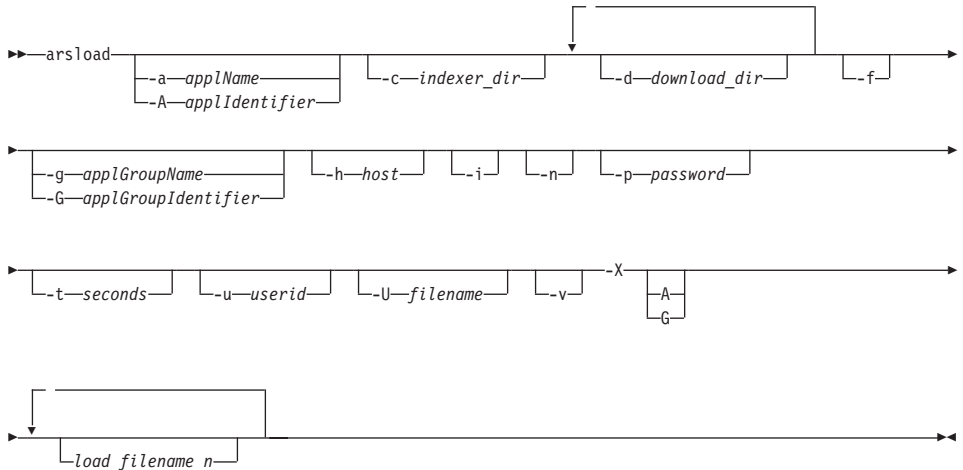 arsload -a applName -c indexer_dir -d download_dir -f
-A applIdentifier
-g applGroupName -h host -i -n -p password
-G applGroupIdentifier
-t seconds -u userid -U filename -v -X A
G
load filename n